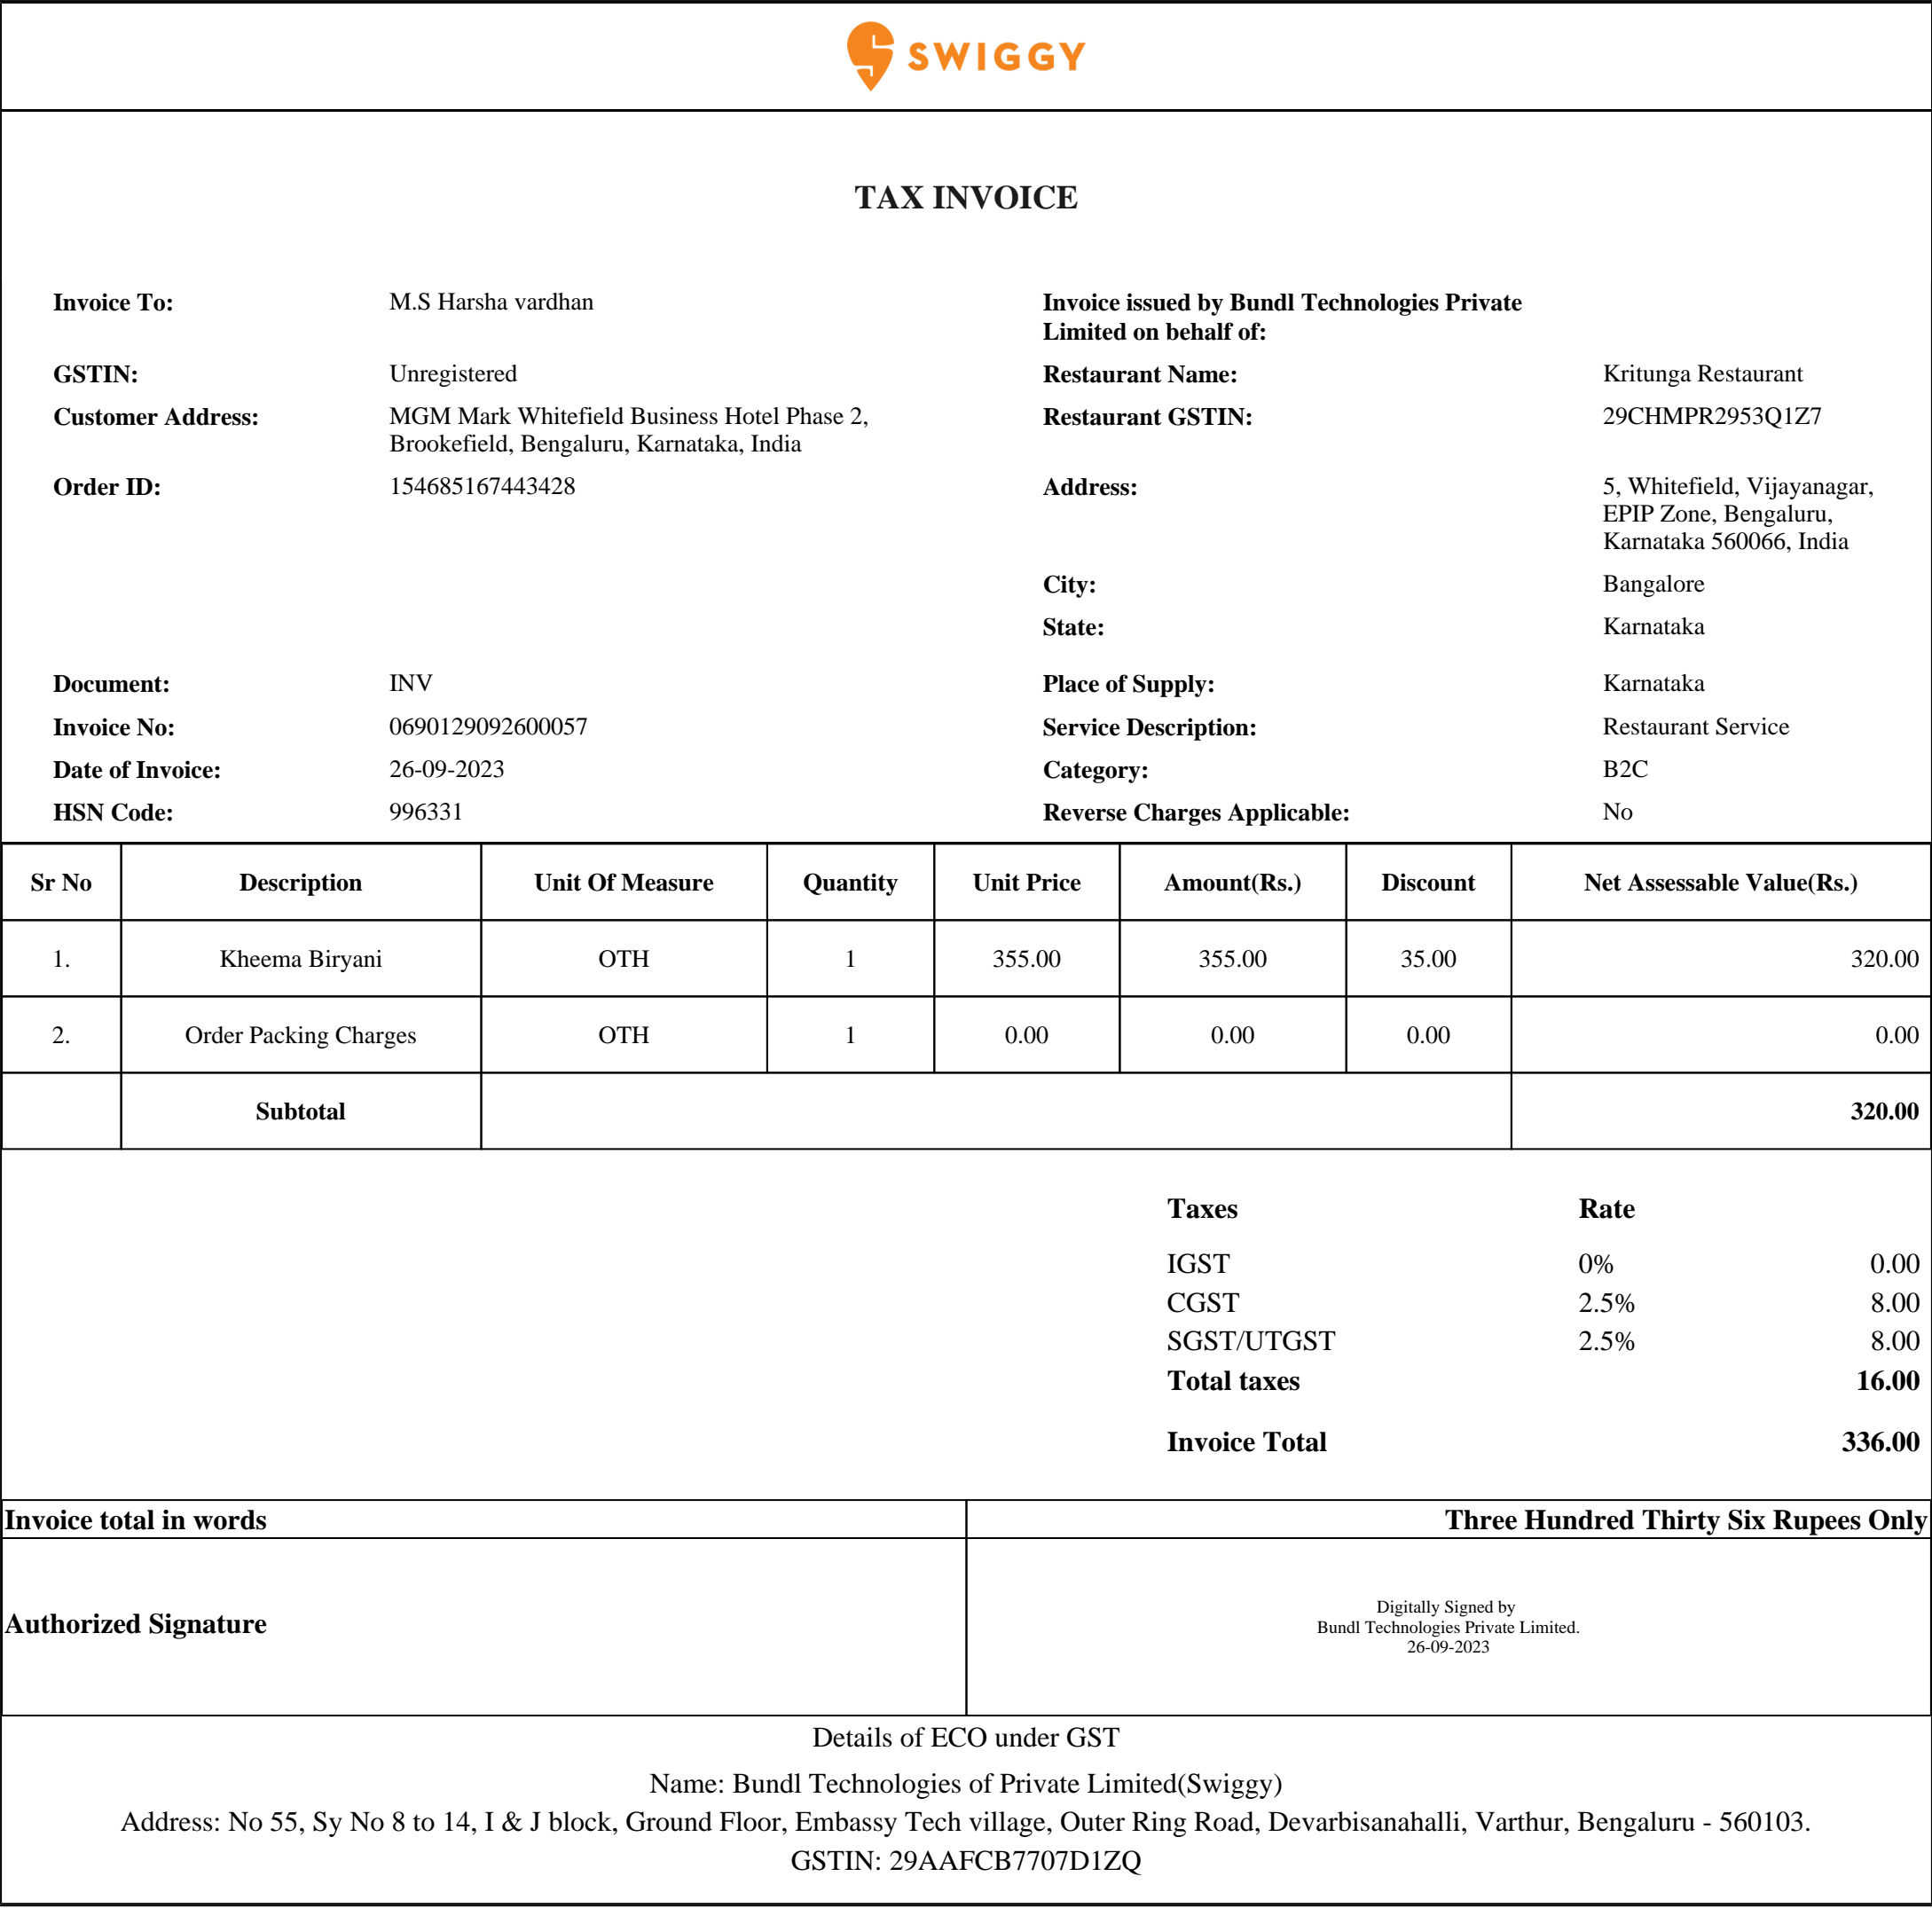 SWIGGY
TAX INVOICE
Invoice To: M.S Harsha vardhan
Invoice issued by Bundl Technologies Private
Limited on behalf of:
GSTIN: Unregistered
Restaurant Name: Kritunga Restaurant
Customer Address: MGM Mark Whitefield Business Hotel Phase 2,
Brookefield, Bengaluru, Karnataka, India
Restaurant GSTIN: 29CHMPR2953Q1Z7
Order ID: 154685167443428
Address: 5, Whitefield, Vijayanagar,
EPIP Zone, Bengaluru,
Karnataka 560066, India
City: Bangalore
State: Karnataka
Document: INV
Place of Supply: Karnataka
Invoice No: 0690129092600057
Service Description: Restaurant Service
Date of Invoice: 26-09-2023
Category: B2C
HSN Code: 996331
Reverse Charges Applicable: No
Sr No Description Unit Of Measure Quantity Unit Price Amount(Rs.) Discount Net Assessable Value(Rs.)
1. Kheema Biryani OTH 1 355.00 355.00 35.00 320.00
2. Order Packing Charges OTH 1 0.00 0.00 0.00 0.00
Subtotal 320.00
Taxes Rate
IGST 0% 0.00
CGST 2.5% 8.00
SGST/UTGST 2.5% 8.00
Total taxes 16.00
Invoice Total 336.00
Invoice total in words Three Hundred Thirty Six Rupees Only
Authorized Signature
Digitally Signed by
Bundl Technologies Private Limited.
26-09-2023
Details of ECO under GST
Name: Bundl Technologies of Private Limited(Swiggy)
Address: No 55, Sy No 8 to 14, I & J block, Ground Floor, Embassy Tech village, Outer Ring Road, Devarbisanahalli, Varthur, Bengaluru - 560103.
GSTIN: 29AAFCB7707D1ZQ